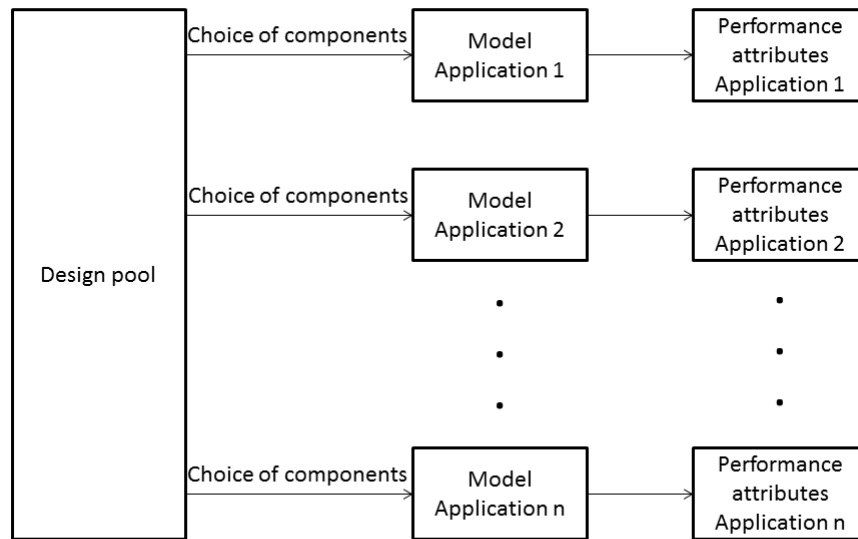 Choice of components
Model
Application 1
Performance
attributes
Application 1
Choice of components
Model
Application 2
Performance
attributes
Application 2
Design pool
Choice of components
Model
Application n
Performance
attributes
Application n